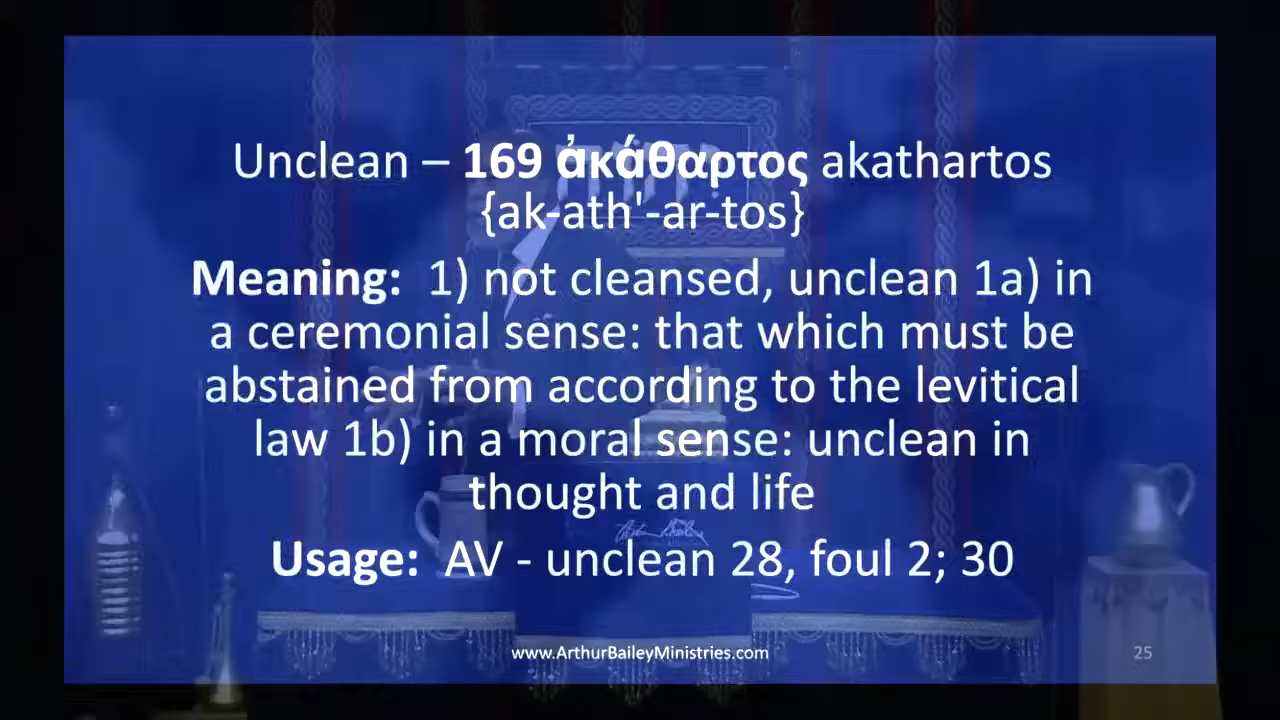 Unclean – 169 ἀκάθαρτος akathartos
{ak-ath'-ar-tos}
Meaning: 1) not cleansed, unclean 1a) in
a ceremonial sense: that which must be
abstained from according to the levitical
law 1b) in a moral sense: unclean in
thought and life
Usage: AV - unclean 28, foul 2; 30
www.ArthurBaileyMinistries.com
25